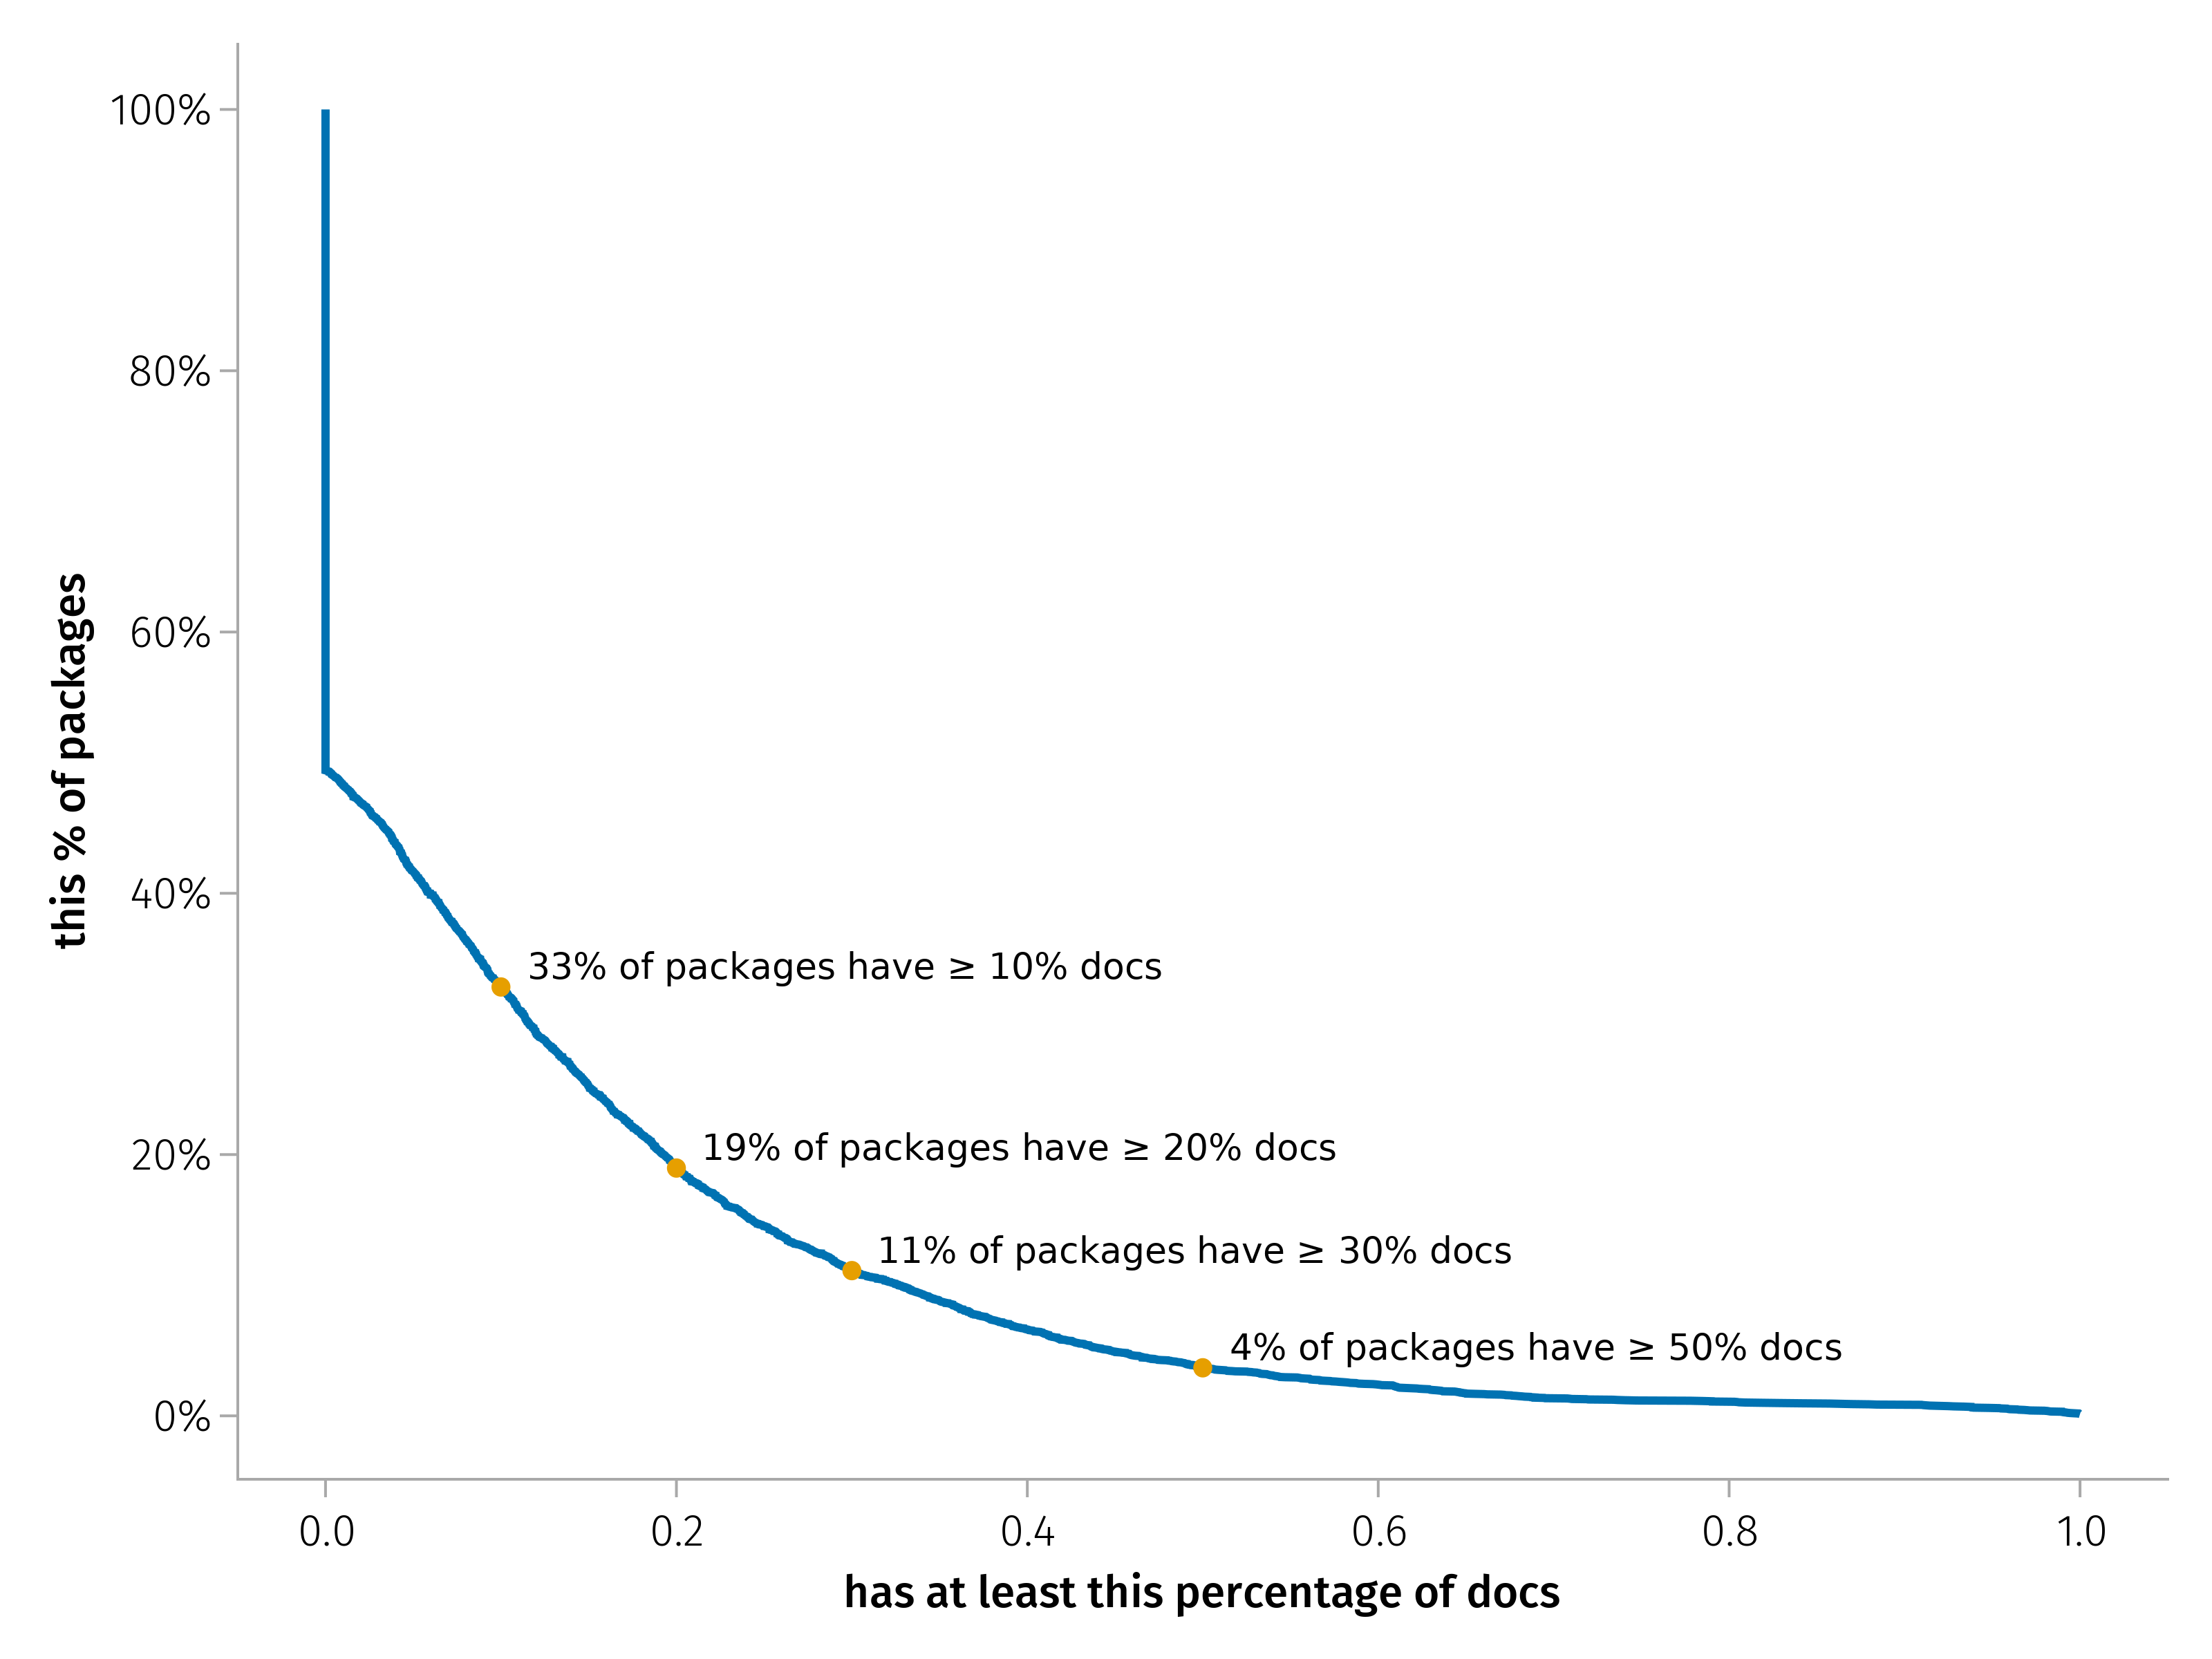 100%
80%
60%
40%
20%
0%
this % of packages
33% of packages have ≥ 10% docs
19% of packages have ≥ 20% docs
11% of packages have ≥ 30% docs
4% of packages have ≥ 50% docs
0.0 0.2 0.4 0.6 0.8 1.0
has at least this percentage of docs